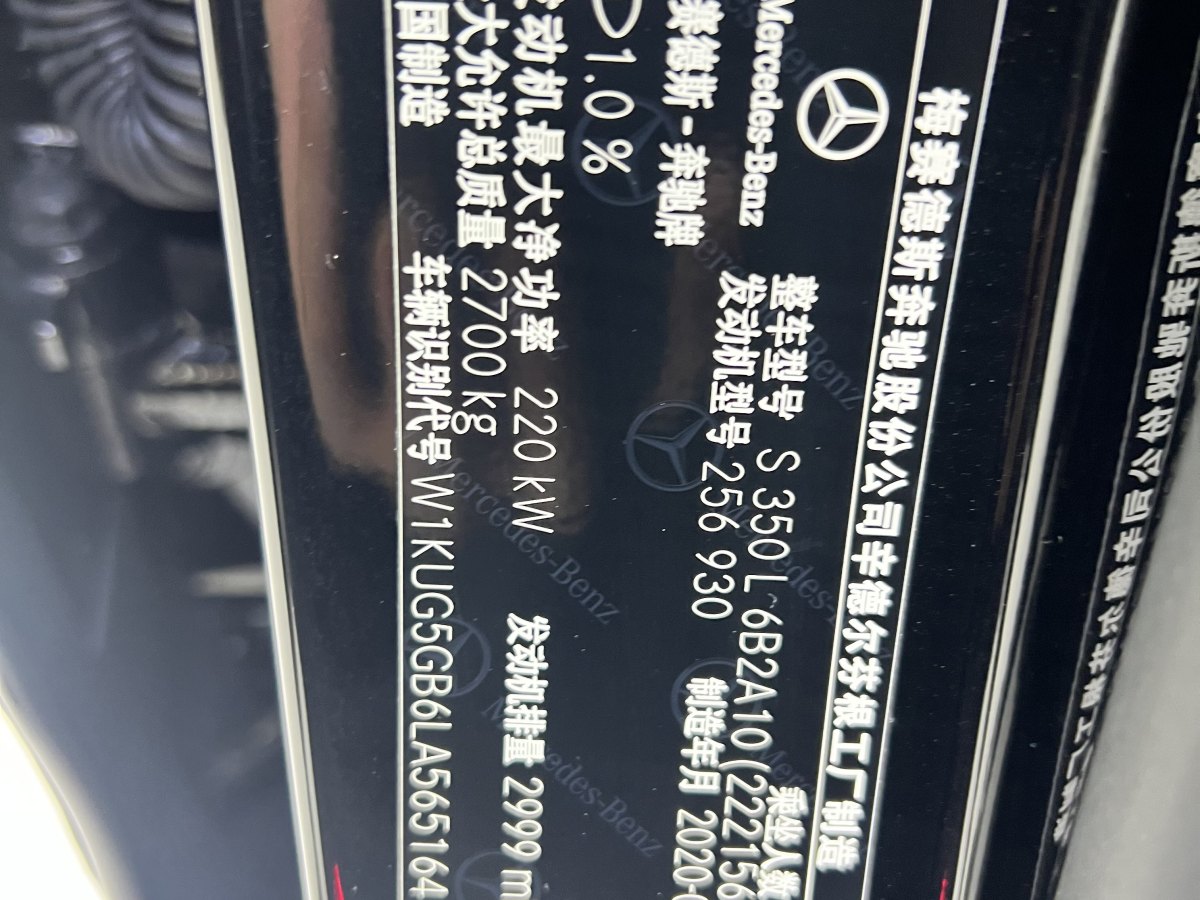 梅赛德斯奔驰股份公司辛德尔芬根工厂制造
Mercedes-Benz
赛德斯-奔驰牌
整车型号 S 350 L 6B2A10(222156
乘坐人数
发动机型号 256 930
制造年月 2020-
1.0%
动机最大净功率 220 kW
发动机排量 2999 m
大允许总质量 2700 kg
国制造
车辆识别代号 W1KUG5GB6LA565164